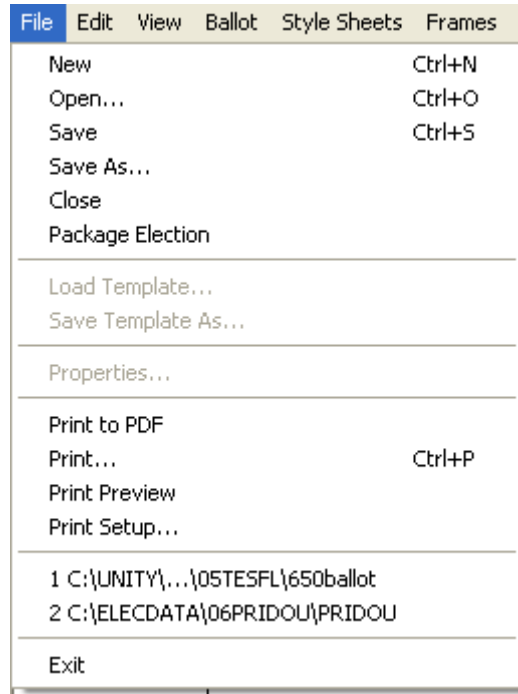 File Edit View Ballot Style Sheets Frames
New Ctrl+N
Open... Ctrl+O
Save Ctrl+S
Save As...
Close
Package Election
Load Template...
Save Template As...
Properties...
Print to PDF
Print... Ctrl+P
Print Preview
Print Setup...
1 C:\UNITY\...\05TESFL\650ballot
2 C:\ELECDATA\06PRIDOU\PRIDOU
Exit